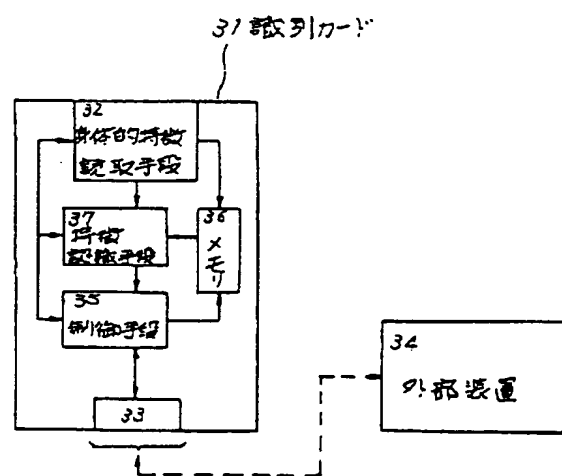 31 識別カード
32
身体的特徴
読取手段
37
特徴
認識手段
36
メモリ
35
制御手段
33
34
外部装置